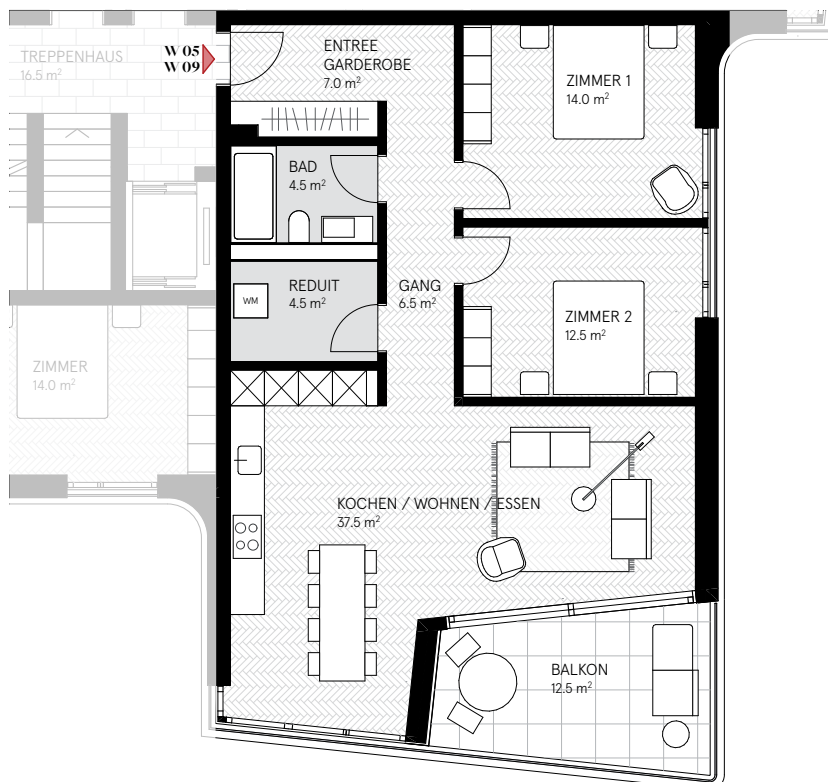 TREPPENHAUS
16.5 m²
W 05
W 09
ENTREE
GARDEROBE
7.0 m²
ZIMMER 1
14.0 m²
BAD
4.5 m²
REDUIT
4.5 m²
WM
GANG
6.5 m²
ZIMMER 2
12.5 m²
ZIMMER
14.0 m²
KOCHEN / WOHNEN / ESSEN
37.5 m²
BALKON
12.5 m²